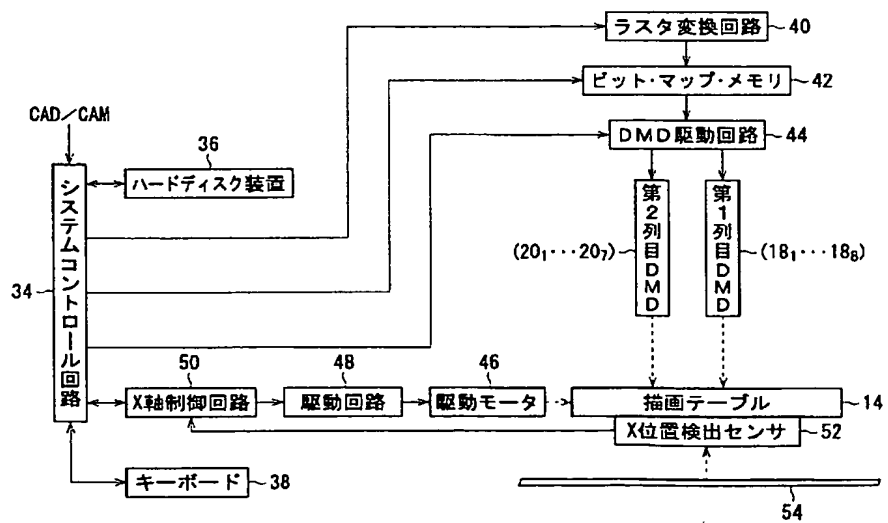 ラスタ変換回路
40
ビット・マップ・メモリ
42
CAD/CAM
DMD駆動回路
44
36
ハードディスク装置
システムコントロール回路
34
第2列目DMD
第1列目DMD
(20₁・・・20₇)
(18₁・・・18₈)
50
48
46
X軸制御回路
駆動回路
駆動モータ
描画テーブル
14
X位置検出センサ
52
キーボード
38
54